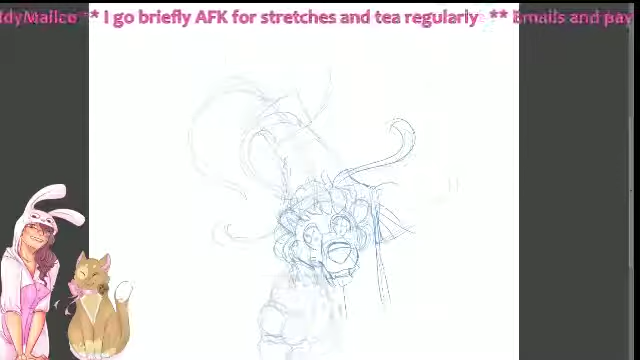 * I go briefly AFK for stretches and tea regularly ** Emails and pay